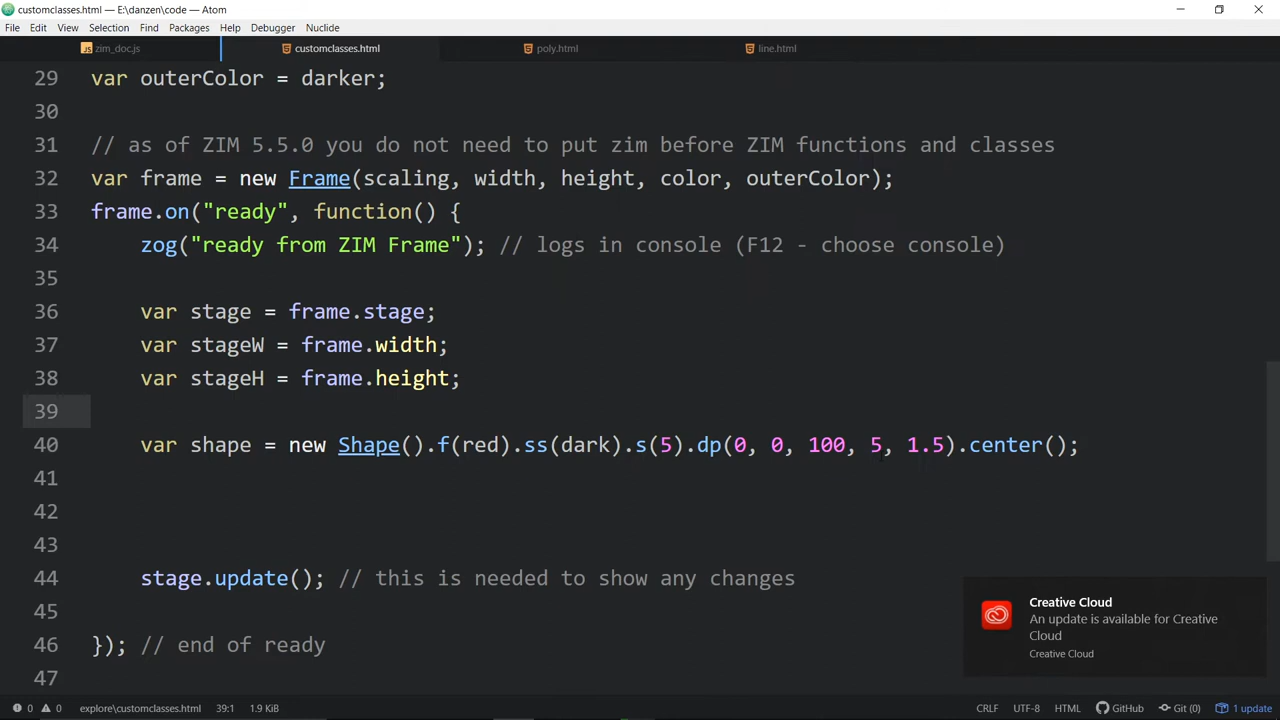 customclasses.html — E:\danzen\code — Atom
File Edit View Selection Find Packages Help Debugger Nuclide
zim_doc.js customclasses.html poly.html line.html
29 var outerColor = darker;
30
31 // as of ZIM 5.5.0 you do not need to put zim before ZIM functions and classes
32 var frame = new Frame(scaling, width, height, color, outerColor);
33 frame.on("ready", function() {
34 zog("ready from ZIM Frame"); // logs in console (F12 - choose console)
35
36 var stage = frame.stage;
37 var stageW = frame.width;
38 var stageH = frame.height;
39
40 var shape = new Shape().f(red).ss(dark).s(5).dp(0, 0, 100, 5, 1.5).center();
41
42
43
44 stage.update(); // this is needed to show any changes
45
46 }); // end of ready
47
Creative Cloud
An update is available for Creative
Cloud
Creative Cloud
0 0 explore\customclasses.html 39:1 1.9 KiB CRLF UTF-8 HTML GitHub Git (0) 1 update